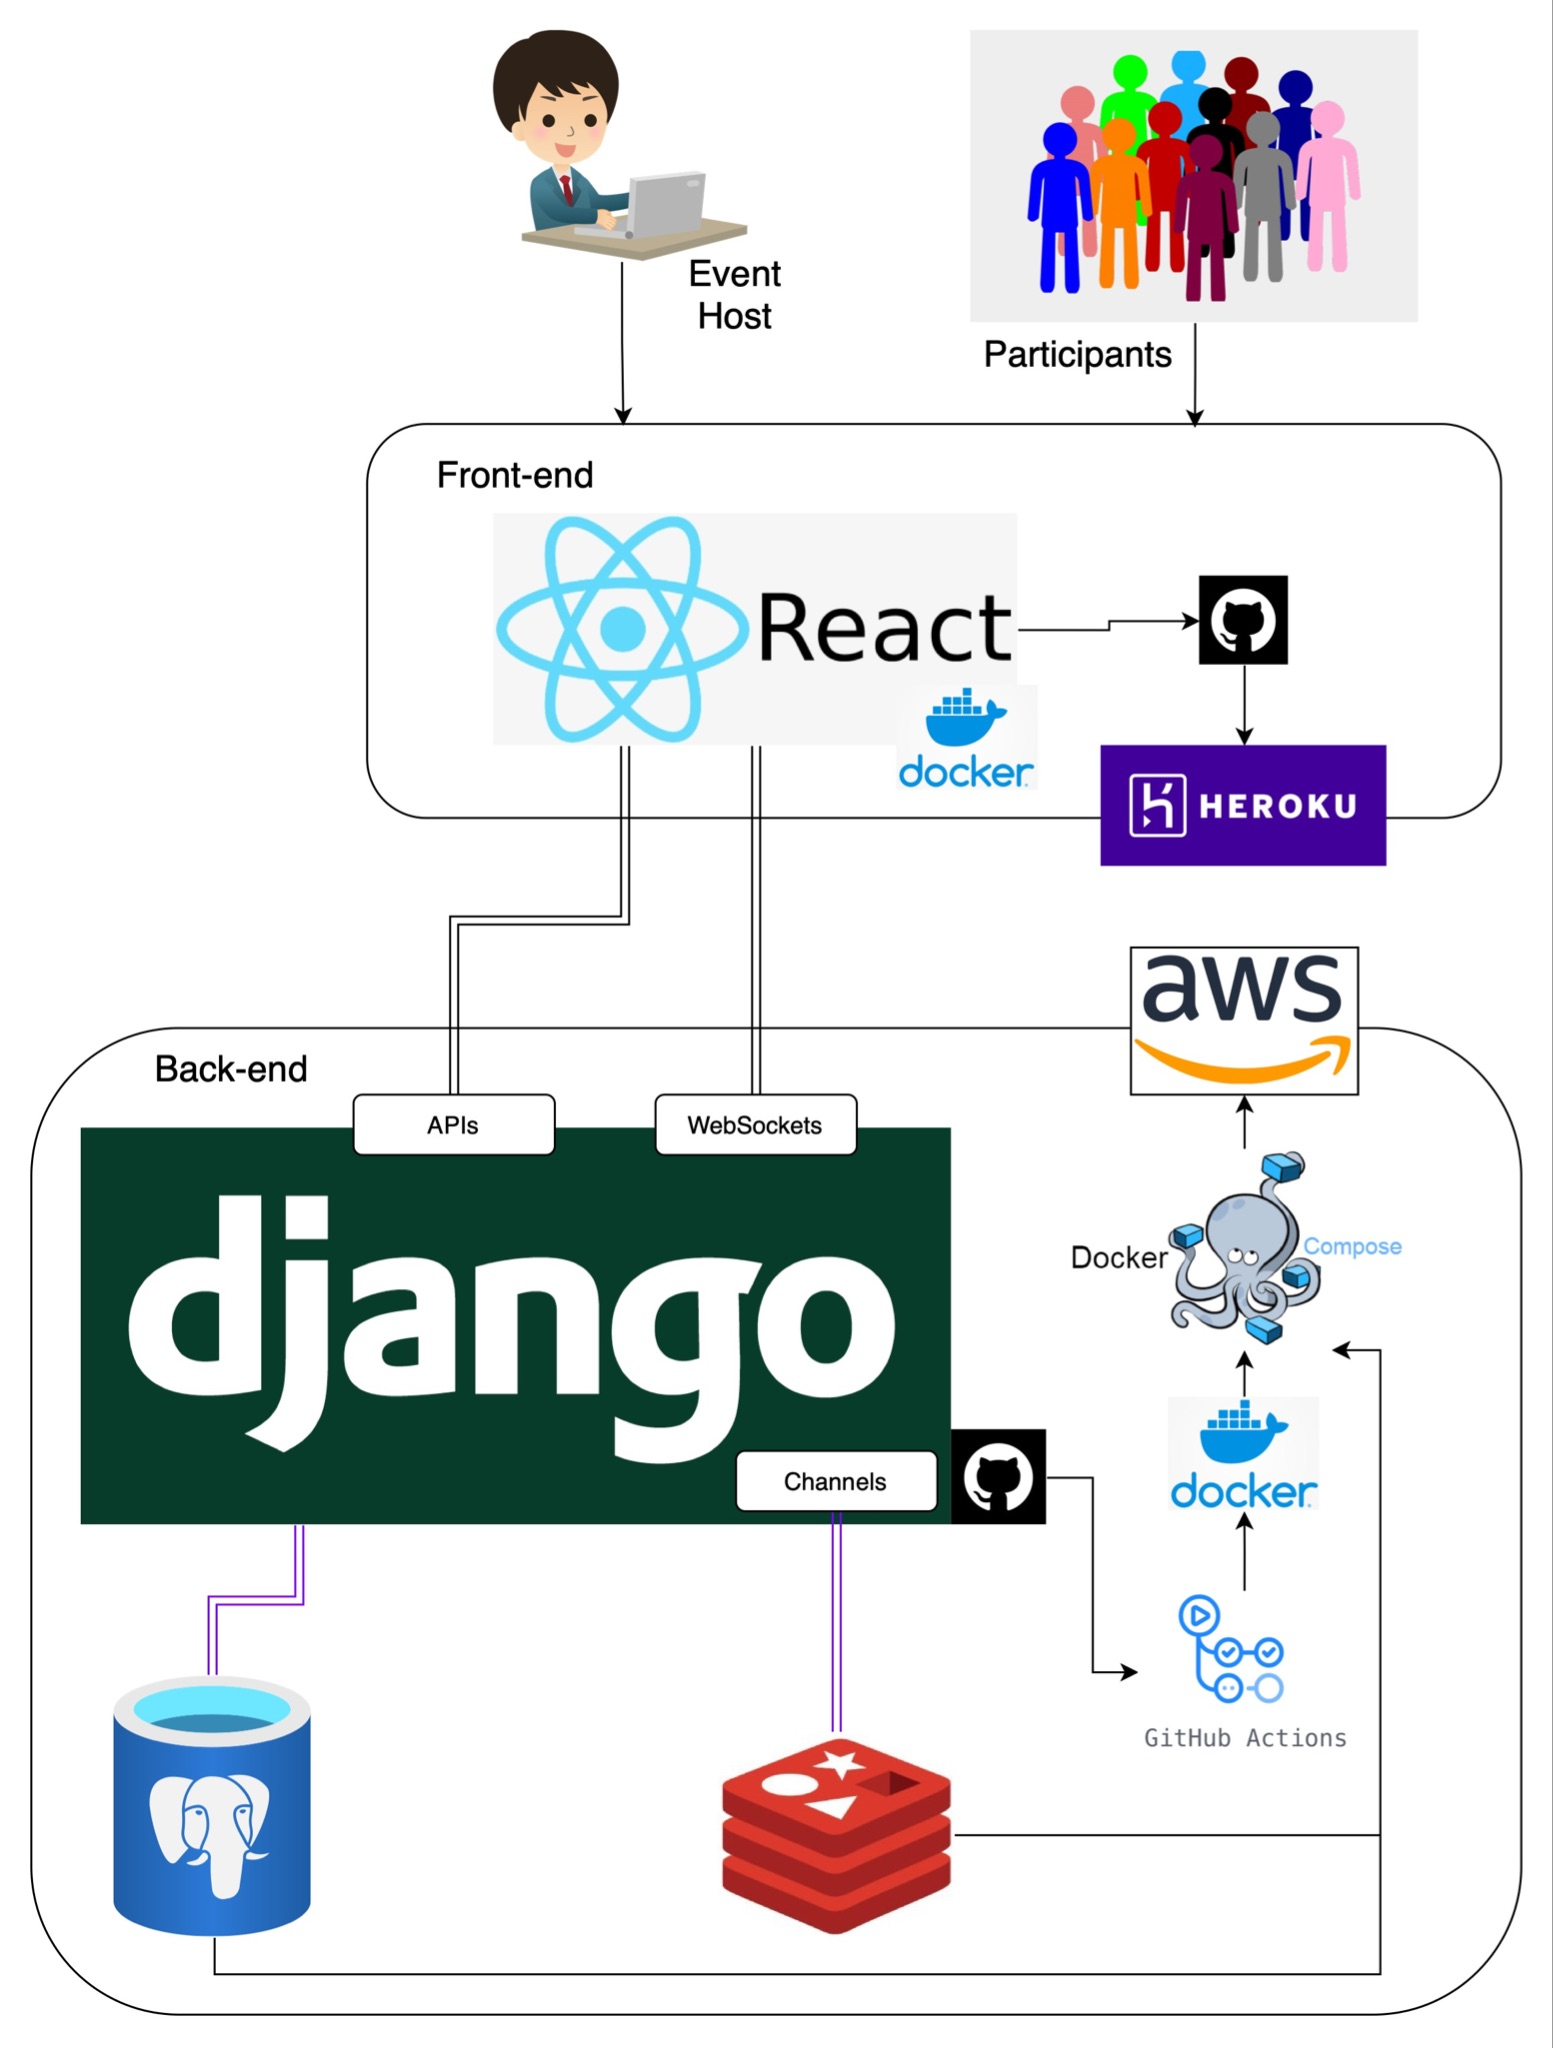 Event
Host
Participants
Front-end
React
docker
HEROKU
aws
Back-end
APIs
WebSockets
django
Docker
Compose
Channels
docker
GitHub Actions